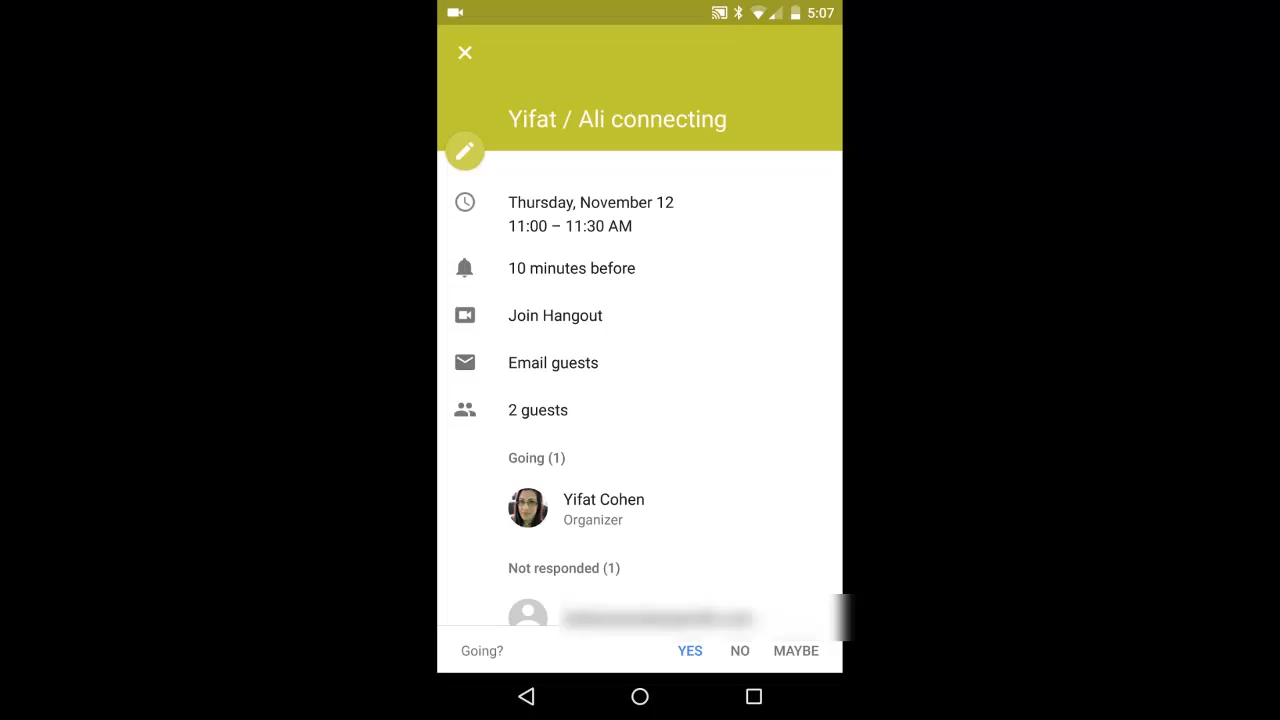 5:07
Yifat / Ali connecting
Thursday, November 12
11:00 – 11:30 AM
10 minutes before
Join Hangout
Email guests
2 guests
Going (1)
Yifat Cohen
Organizer
Not responded (1)
Going? YES NO MAYBE